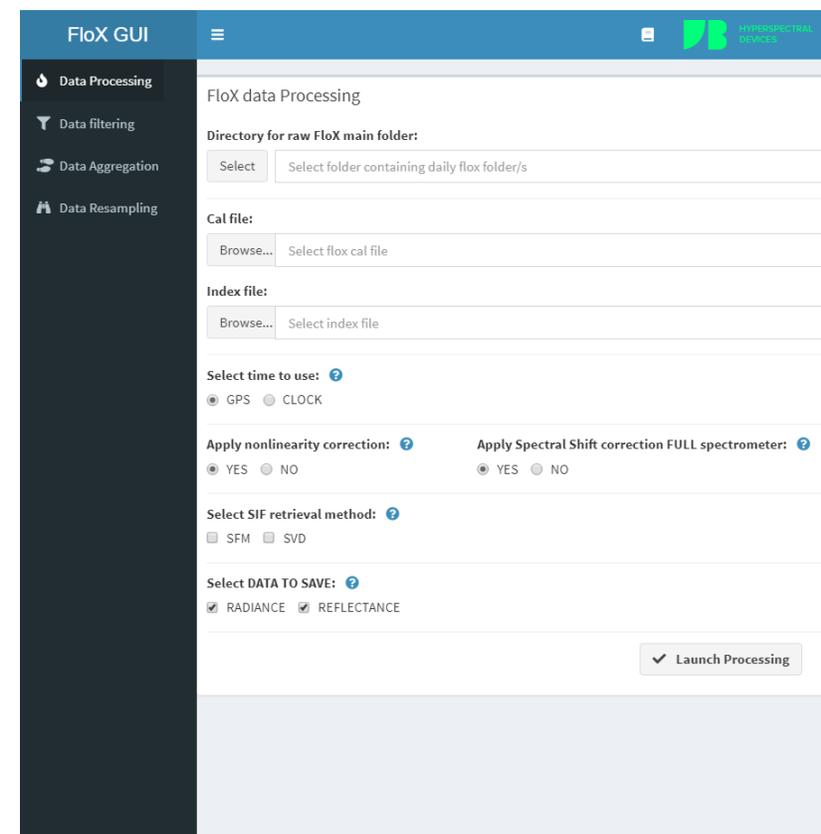 FloX GUI
HYPERSPECTRAL
DEVICES
Data Processing
Data filtering
Data Aggregation
Data Resampling
FloX data Processing
Directory for raw FloX main folder:
Select Select folder containing daily flox folder/s
Cal file:
Browse... Select flox cal file
Index file:
Browse... Select index file
Select time to use: ?
GPS CLOCK
Apply nonlinearity correction: ? Apply Spectral Shift correction FULL spectrometer: ?
YES NO YES NO
Select SIF retrieval method: ?
SFM SVD
Select DATA TO SAVE: ?
RADIANCE REFLECTANCE
Launch Processing